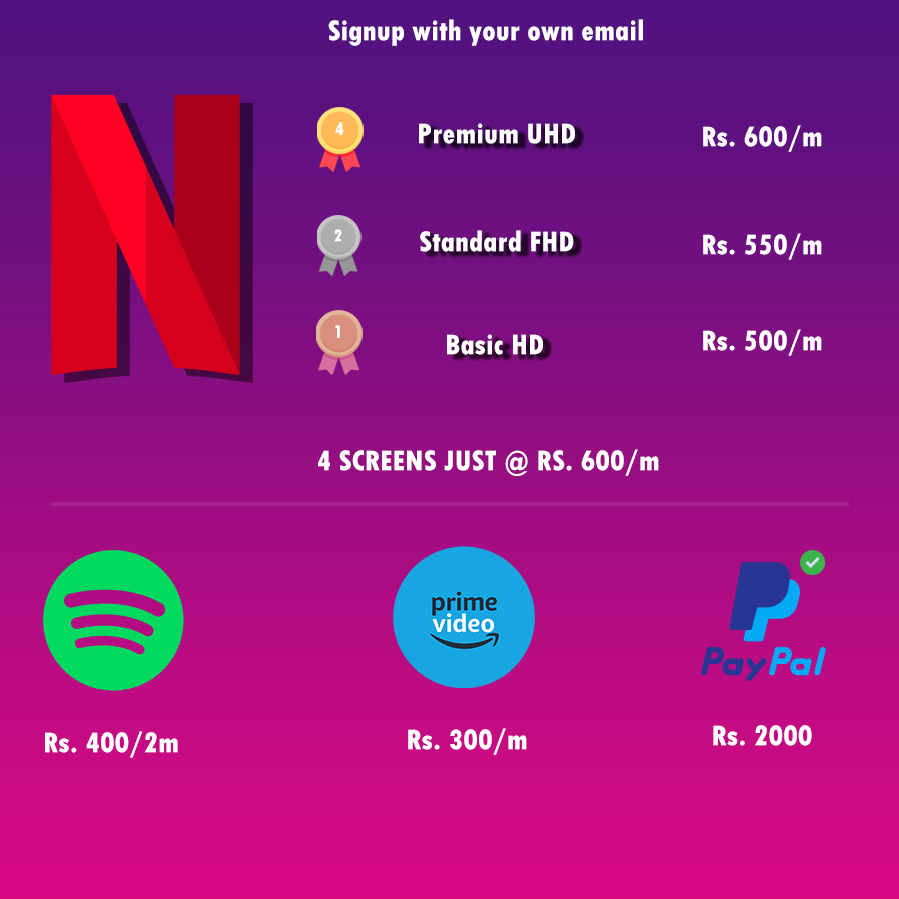 Signup with your own email
4 Premium UHD Rs. 600/m
2 Standard FHD Rs. 550/m
1 Basic HD Rs. 500/m
4 SCREENS JUST @ RS. 600/m
prime
video
PayPal
Rs. 400/2m Rs. 300/m Rs. 2000